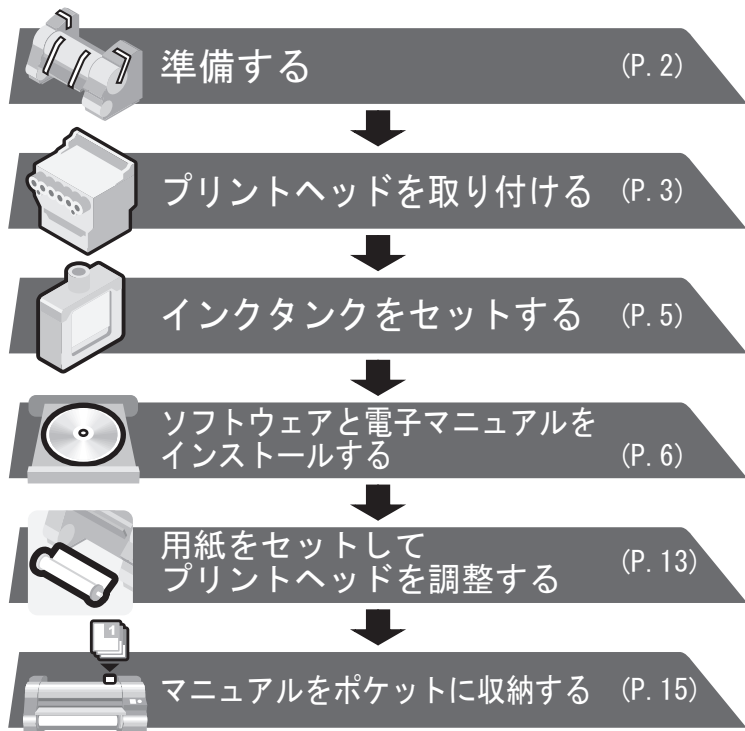 準備する (P. 2)
プリントヘッドを取り付ける (P. 3)
インクタンクをセットする (P. 5)
ソフトウェアと電子マニュアルを
インストールする (P. 6)
用紙をセットして
プリントヘッドを調整する (P. 13)
1
マニュアルをポケットに収納する (P. 15)